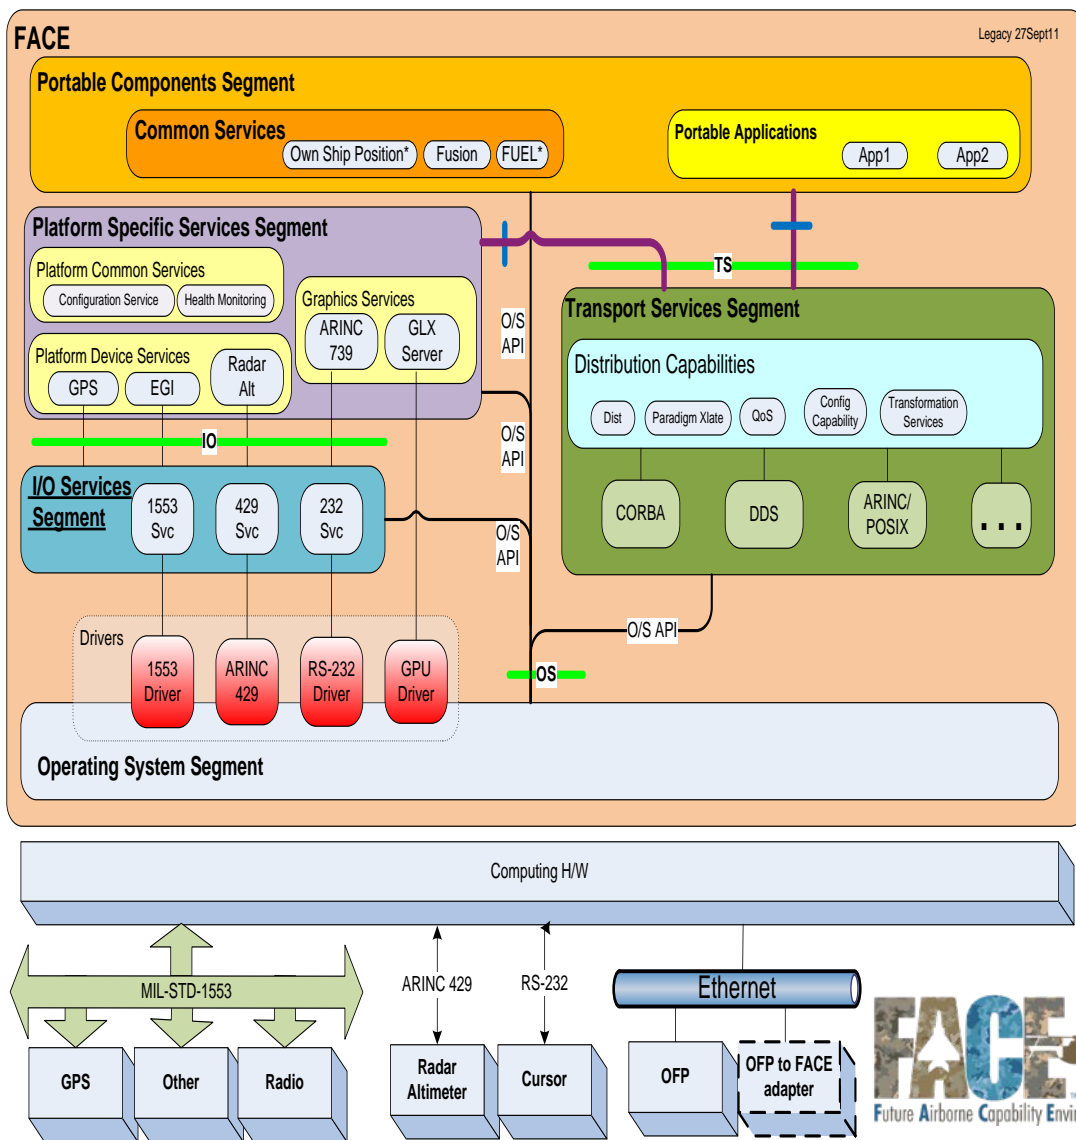 FACE
Legacy 27Sept11
Portable Components Segment
Common Services
Own Ship Position*
Fusion
FUEL*
Portable Applications
App1
App2
Platform Specific Services Segment
Platform Common Services
Configuration Service
Health Monitoring
Graphics Services
ARINC
739
GLX
Server
Platform Device Services
GPS
EGI
Radar
Alt
TS
Transport Services Segment
Distribution Capabilities
Dist
Paradigm Xlate
QoS
Config
Capability
Transformation
Services
CORBA
DDS
ARINC/
POSIX
. . .
O/S
API
O/S
API
O/S
API
O/S API
IO
I/O Services
Segment
1553
Svc
429
Svc
232
Svc
Drivers
1553
Driver
ARINC
429
RS-232
Driver
GPU
Driver
OS
Operating System Segment
Computing H/W
MIL-STD-1553
ARINC 429
RS-232
Ethernet
GPS
Other
Radio
Radar
Altimeter
Cursor
OFP
OFP to FACE
adapter
FACE
Future Airborne Capability Envi